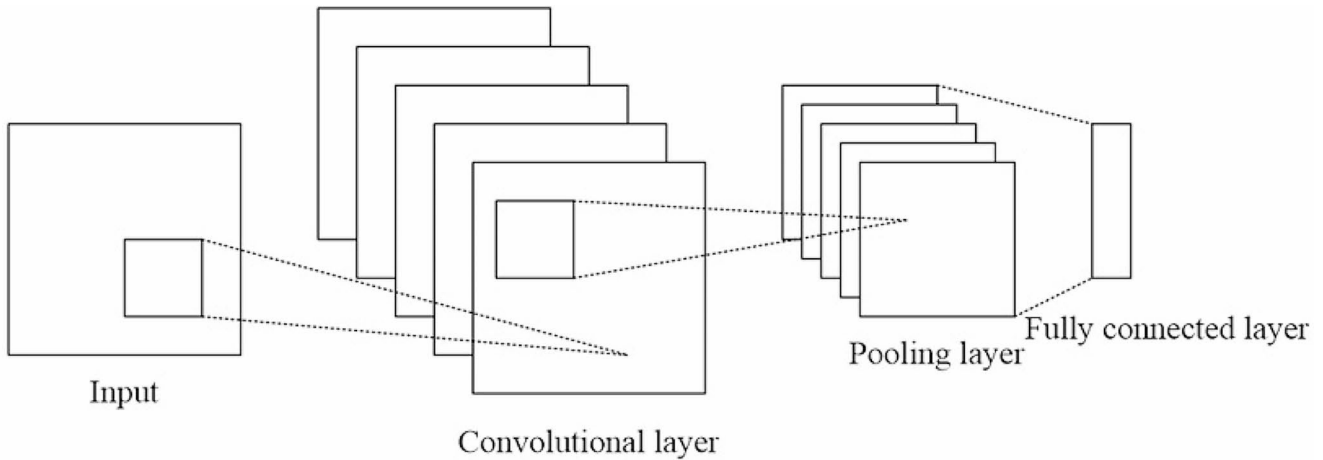 Input
Convolutional layer
Pooling layer
Fully connected layer